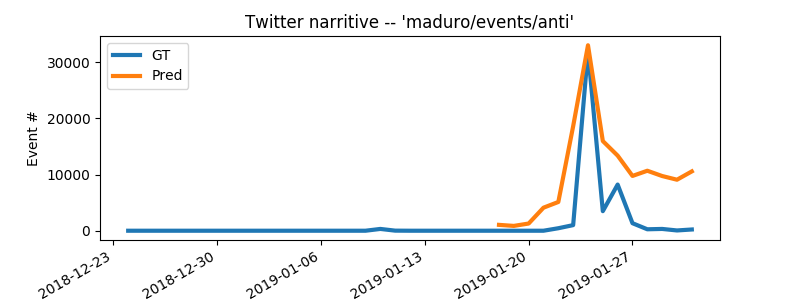 Twitter narritive -- 'maduro/events/anti'
GT
Pred
Event #
30000
20000
10000
0
2018-12-23
2018-12-30
2019-01-06
2019-01-13
2019-01-20
2019-01-27